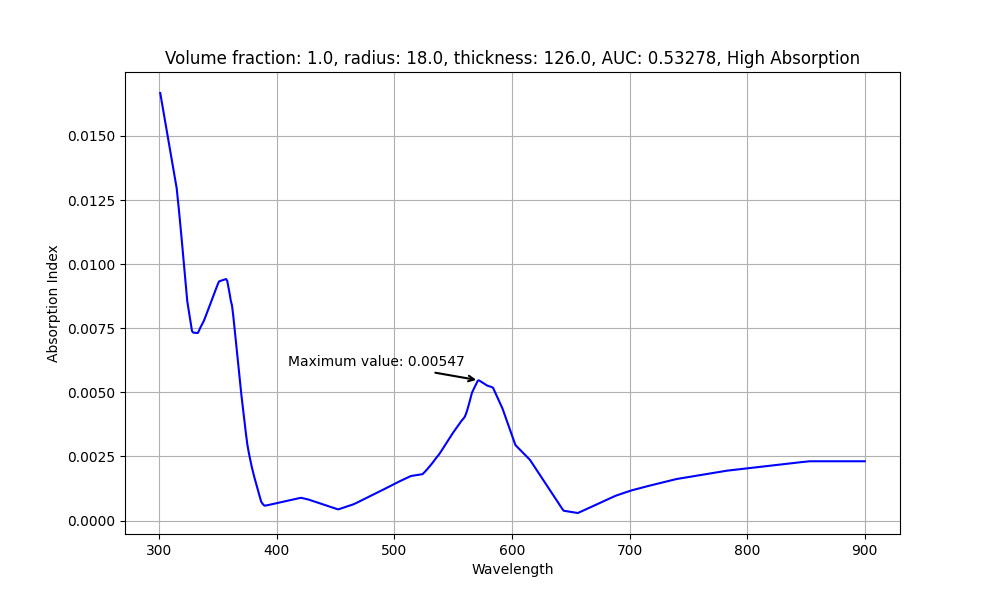 Volume fraction: 1.0, radius: 18.0, thickness: 126.0, AUC: 0.53278, High Absorption
0.0150
0.0125
0.0100
0.0075
0.0050
0.0025
0.0000
Absorption Index
Maximum value: 0.00547
300 400 500 600 700 800 900
Wavelength